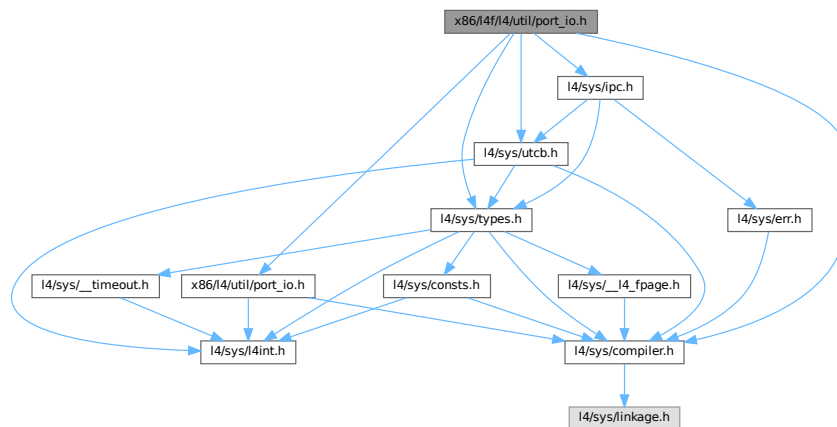 x86/l4f/l4/util/port_io.h
l4/sys/ipc.h
l4/sys/utcb.h
l4/sys/types.h
l4/sys/err.h
l4/sys/__timeout.h
x86/l4/util/port_io.h
l4/sys/consts.h
l4/sys/__l4_fpage.h
l4/sys/l4int.h
l4/sys/compiler.h
l4/sys/linkage.h